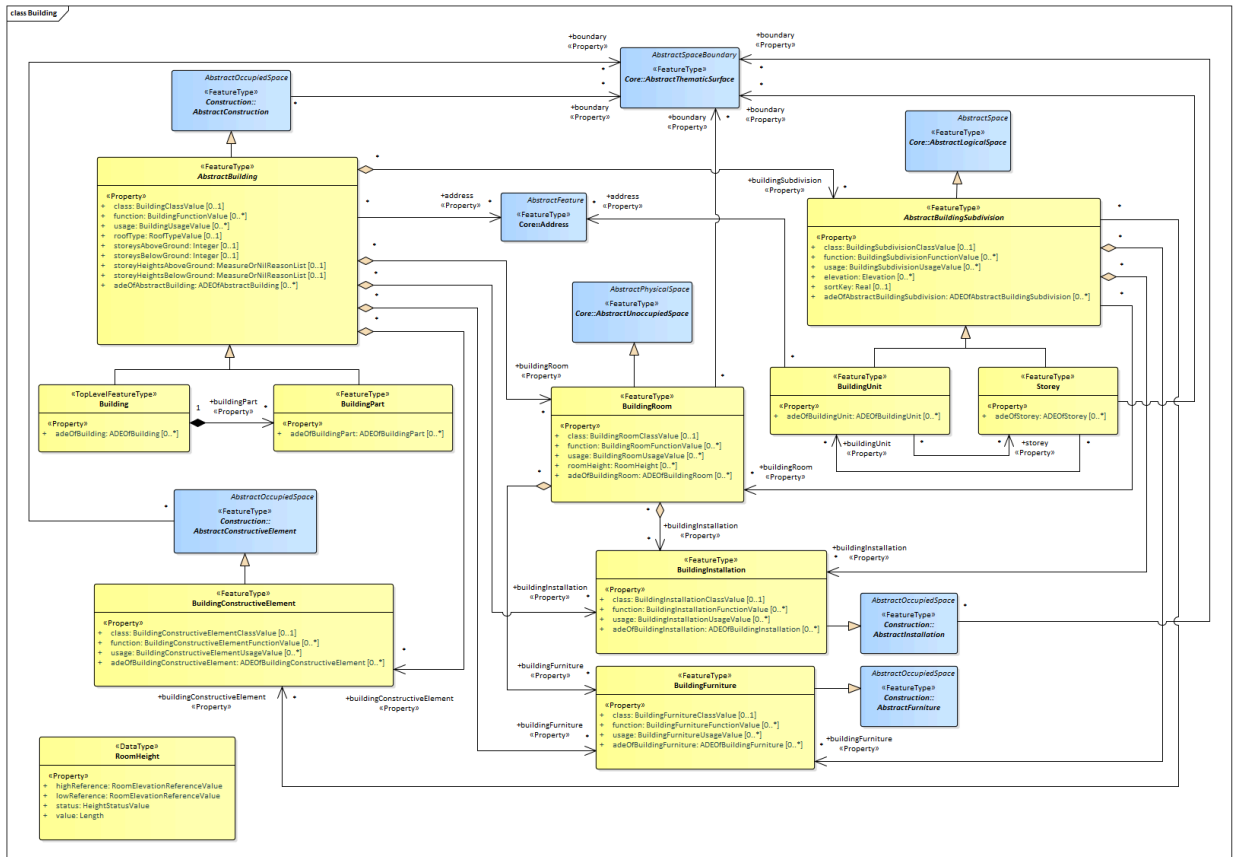 class Building
+boundary
«Property»
*
AbstractSpaceBoundary
«FeatureType»
Core::AbstractThematicSurface
+boundary
«Property»
*
*
+boundary
«Property»
*
+boundary
«Property»
*
+boundary
«Property»
AbstractOccupiedSpace
«FeatureType»
Construction::
AbstractConstruction
*
AbstractSpace
«FeatureType»
Core::AbstractLogicalSpace
«FeatureType»
AbstractBuilding
«Property»
+ class: BuildingClassValue [0..1]
+ function: BuildingFunctionValue [0..*]
+ usage: BuildingUsageValue [0..*]
+ roofType: RoofTypeValue [0..1]
+ storeysAboveGround: Integer [0..1]
+ storeysBelowGround: Integer [0..1]
+ storeyHeightsAboveGround: MeasureOrNilReasonList [0..1]
+ storeyHeightsBelowGround: MeasureOrNilReasonList [0..1]
+ adeOfAbstractBuilding: ADEOfAbstractBuilding [0..*]
*
*
*
*
*
*
+buildingSubdivision
«Property»
*
+address
«Property»
*
AbstractFeature
«FeatureType»
Core::Address
+address
«Property»
*
«FeatureType»
AbstractBuildingSubdivision
«Property»
+ class: BuildingSubdivisionClassValue [0..1]
+ function: BuildingSubdivisionFunctionValue [0..*]
+ usage: BuildingSubdivisionUsageValue [0..*]
+ elevation: Elevation [0..*]
+ sortKey: Real [0..1]
+ adeOfAbstractBuildingSubdivision: ADEOfAbstractBuildingSubdivision [0..*]
*
*
*
*
AbstractPhysicalSpace
«FeatureType»
Core::AbstractUnoccupiedSpace
«TopLevelFeatureType»
Building
«Property»
+ adeOfBuilding: ADEOfBuilding [0..*]
1
+buildingPart
«Property»
*
«FeatureType»
BuildingPart
«Property»
+ adeOfBuildingPart: ADEOfBuildingPart [0..*]
+buildingRoom
«Property»
*
*
*
«FeatureType»
BuildingRoom
«Property»
+ class: BuildingRoomClassValue [0..1]
+ function: BuildingRoomFunctionValue [0..*]
+ usage: BuildingRoomUsageValue [0..*]
+ roomHeight: RoomHeight [0..*]
+ adeOfBuildingRoom: ADEOfBuildingRoom [0..*]
*
«FeatureType»
BuildingUnit
«Property»
+ adeOfBuildingUnit: ADEOfBuildingUnit [0..*]
«FeatureType»
Storey
«Property»
+ adeOfStorey: ADEOfStorey [0..*]
*
*
+buildingUnit
«Property»
*
*
+storey
«Property»
*
+buildingRoom
«Property»
*
*
*
+buildingInstallation
«Property»
*
AbstractOccupiedSpace
«FeatureType»
Construction::
AbstractConstructiveElement
*
+buildingInstallation
«Property»
*
«FeatureType»
BuildingInstallation
«Property»
+ class: BuildingInstallationClassValue [0..1]
+ function: BuildingInstallationFunctionValue [0..*]
+ usage: BuildingInstallationUsageValue [0..*]
+ adeOfBuildingInstallation: ADEOfBuildingInstallation [0..*]
+buildingInstallation
«Property»
*
AbstractOccupiedSpace
«FeatureType»
Construction::
AbstractInstallation
*
«FeatureType»
BuildingConstructiveElement
«Property»
+ class: BuildingConstructiveElementClassValue [0..1]
+ function: BuildingConstructiveElementFunctionValue [0..*]
+ usage: BuildingConstructiveElementUsageValue [0..*]
+ adeOfBuildingConstructiveElement: ADEOfBuildingConstructiveElement [0..*]
*
+buildingConstructiveElement
«Property»
*
+buildingConstructiveElement
«Property»
+buildingFurniture
«Property»
*
«FeatureType»
BuildingFurniture
«Property»
+ class: BuildingFurnitureClassValue [0..1]
+ function: BuildingFurnitureFunctionValue [0..*]
+ usage: BuildingFurnitureUsageValue [0..*]
+ adeOfBuildingFurniture: ADEOfBuildingFurniture [0..*]
AbstractOccupiedSpace
«FeatureType»
Construction::
AbstractFurniture
+buildingFurniture
«Property»
*
+buildingFurniture
«Property»
*
«DataType»
RoomHeight
«Property»
+ highReference: RoomElevationReferenceValue
+ lowReference: RoomElevationReferenceValue
+ status: HeightStatusValue
+ value: Length